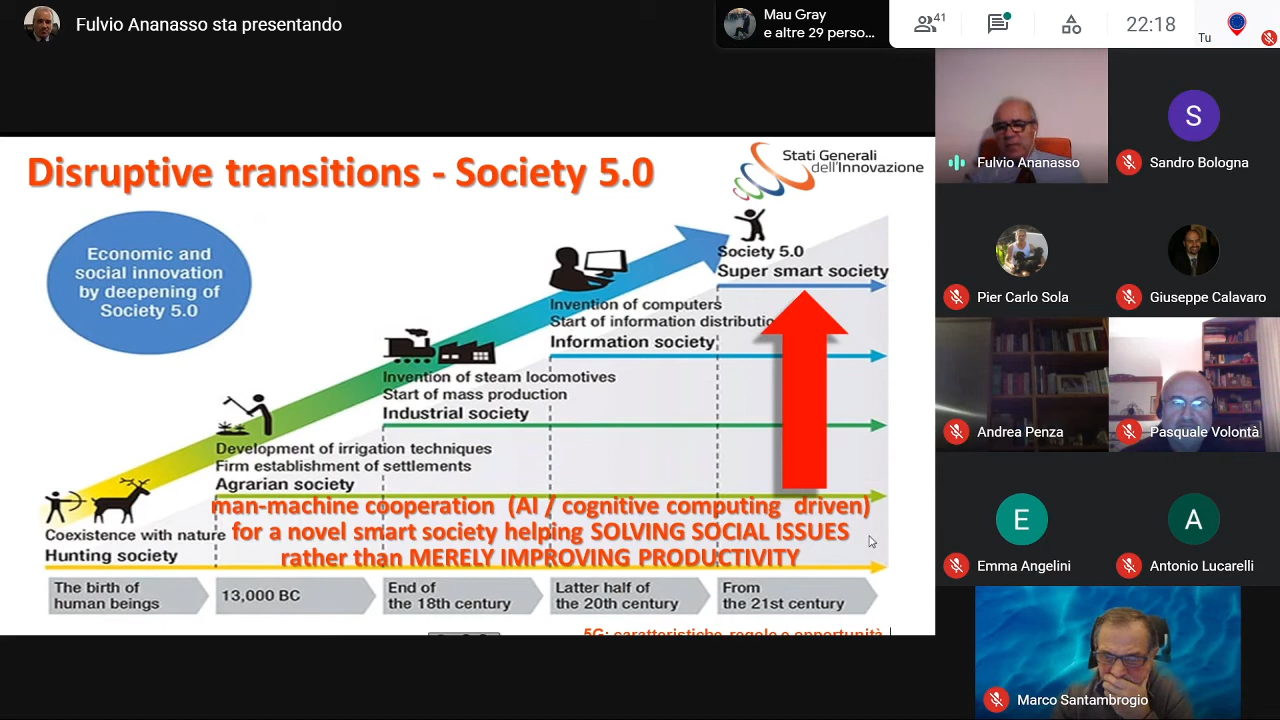 Fulvio Ananasso sta presentando
Mau Gray
e altre 29 perso...
41
22:18
Tu
Disruptive transitions - Society 5.0
Stati Generali
dell'Innovazione
Economic and
social innovation
by deepening of
Society 5.0
Society 5.0
Super smart society
Invention of computers
Start of information distributio
Information society
Invention of steam locomotives
Start of mass production
Industrial society
Development of irrigation techniques
Firm establishment of settlements
Agrarian society
Coexistence with nature
Hunting society
man-machine cooperation (AI / cognitive computing driven)
for a novel smart society helping SOLVING SOCIAL ISSUES
rather than MERELY IMPROVING PRODUCTIVITY
The birth of
human beings
13,000 BC
End of
the 18th century
Latter half of
the 20th century
From
the 21st century
5G: caratteristiche, regole e opportunità
Fulvio Ananasso
S
Sandro Bologna
Pier Carlo Sola
Giuseppe Calavaro
Andrea Penza
Pasquale Volontà
E
Emma Angelini
A
Antonio Lucarelli
Marco Santambrogio